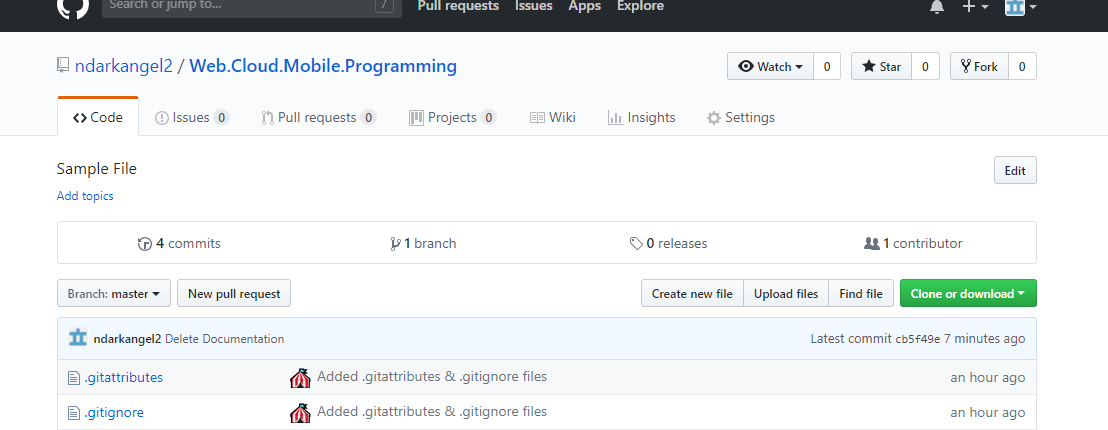 Search or jump to... / Pull requests Issues Apps Explore
ndarkangel2 / Web.Cloud.Mobile.Programming Watch 0 Star 0 Fork 0
Code Issues 0 Pull requests 0 Projects 0 Wiki Insights Settings
Sample File Edit
Add topics
4 commits 1 branch 0 releases 1 contributor
Branch: master New pull request Create new file Upload files Find file Clone or download
ndarkangel2 Delete Documentation Latest commit cb5f49e 7 minutes ago
.gitattributes Added .gitattributes & .gitignore files an hour ago
.gitignore Added .gitattributes & .gitignore files an hour ago